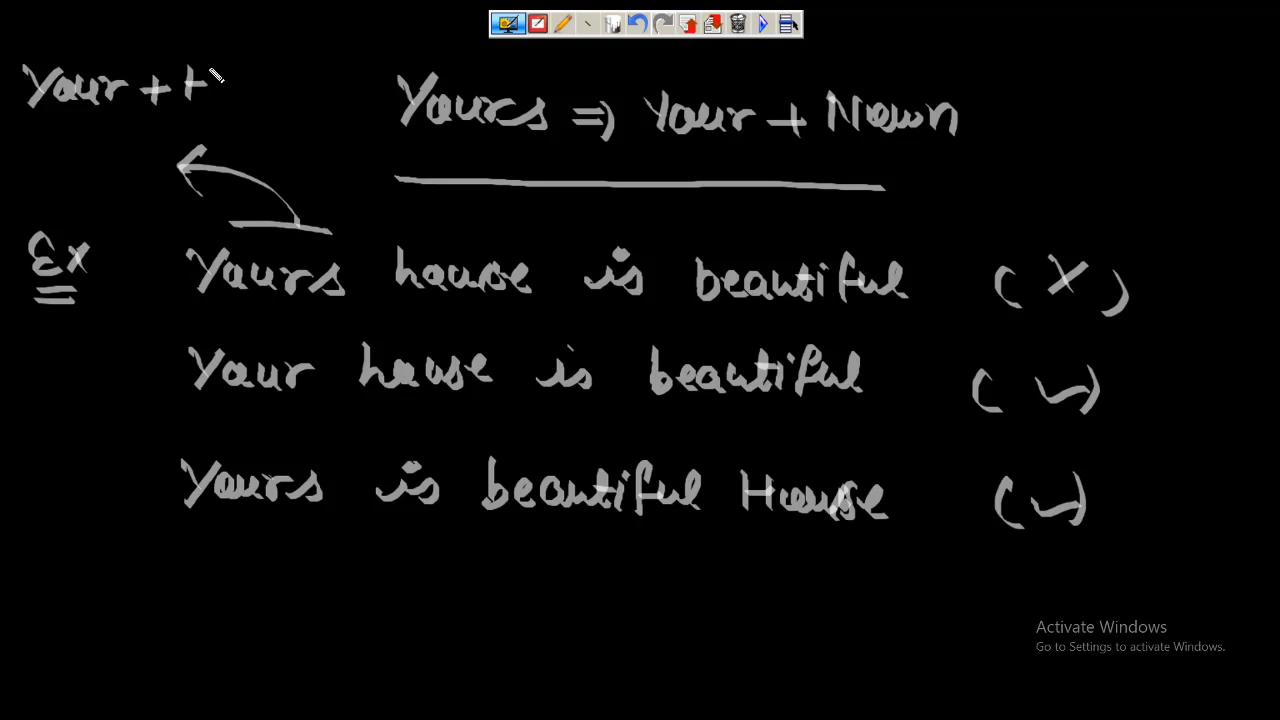 Your + H
Yours ⇒ Your + Noun
Ex
Yours house is beautiful (X)
Your house is beautiful (✓)
Yours is beautiful House (✓)
Activate Windows
Go to Settings to activate Windows.